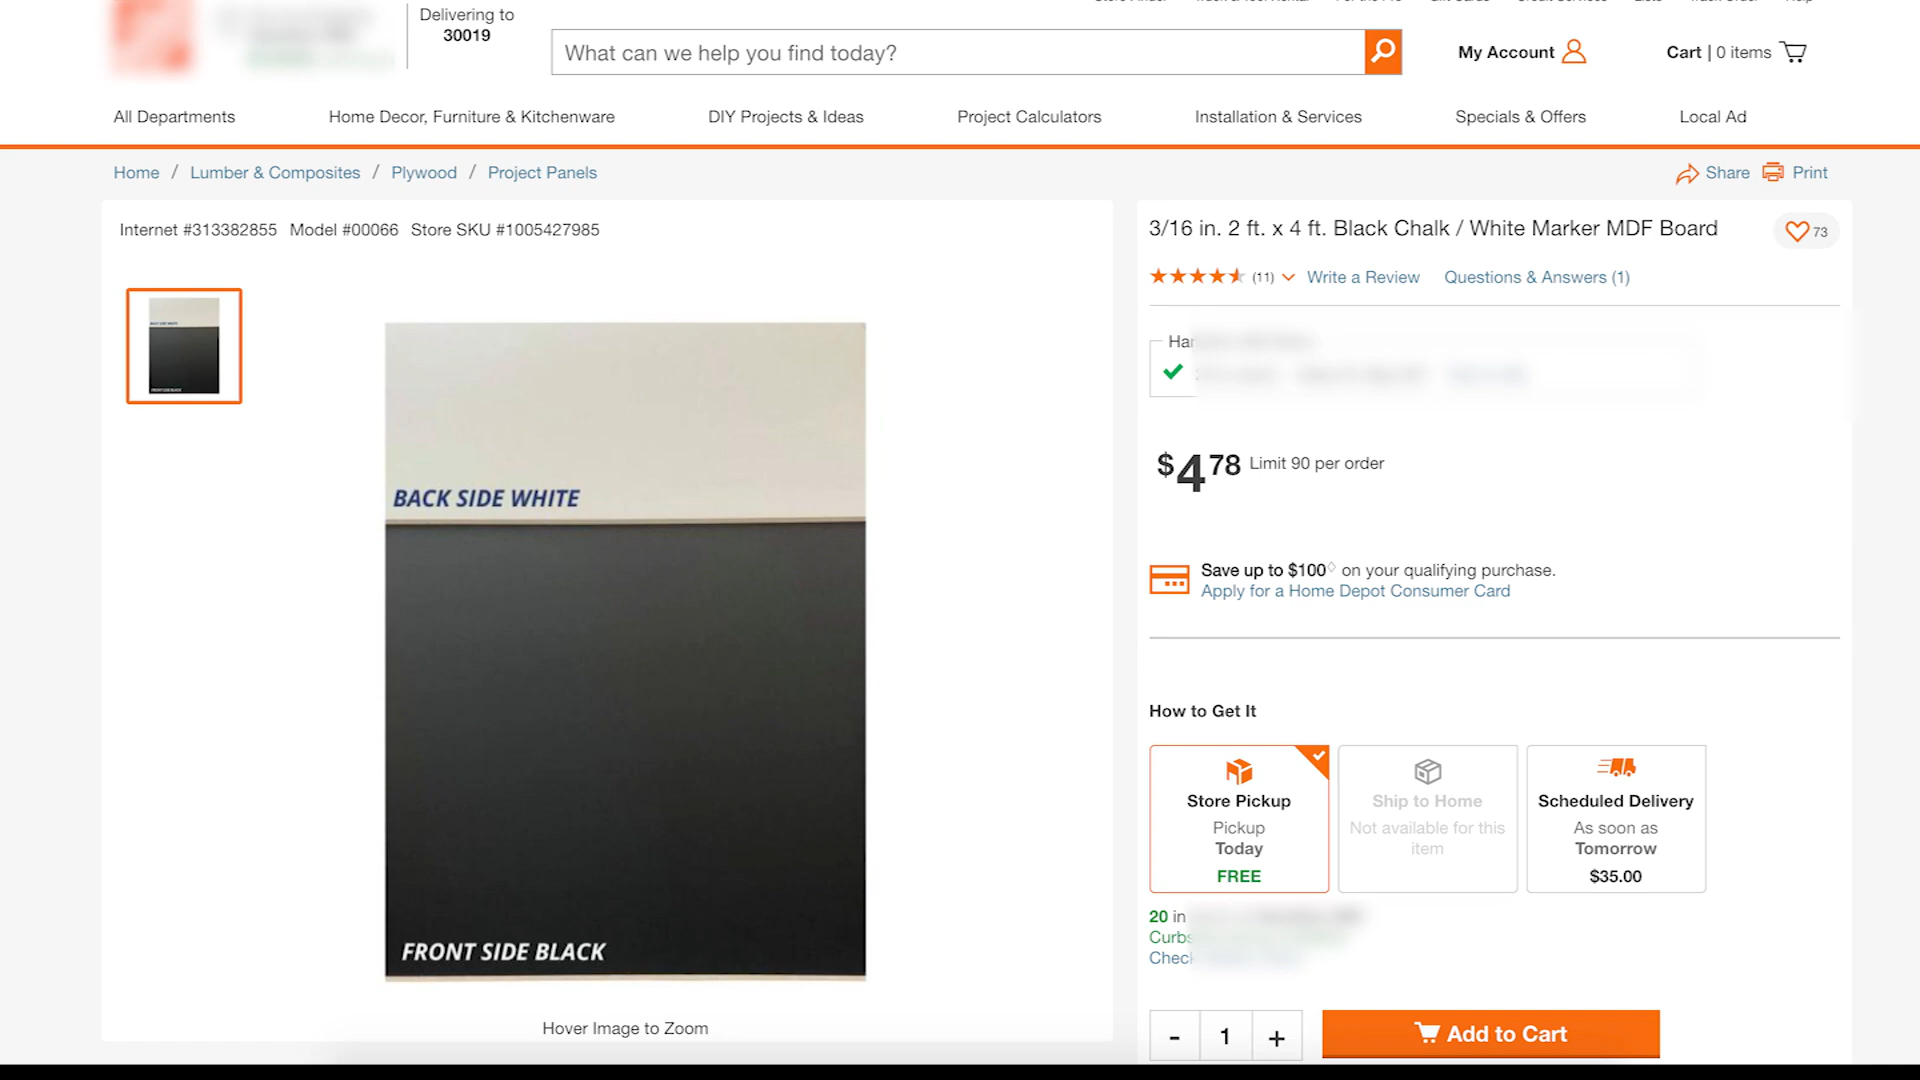 Delivering to
30019
What can we help you find today?
My Account
Cart | 0 items
All Departments
Home Decor, Furniture & Kitchenware
DIY Projects & Ideas
Project Calculators
Installation & Services
Specials & Offers
Local Ad
Home / Lumber & Composites / Plywood / Project Panels
Share
Print
Internet #313382855 Model #00066 Store SKU #1005427985
BACK SIDE WHITE
FRONT SIDE BLACK
Hover Image to Zoom
3/16 in. 2 ft. x 4 ft. Black Chalk / White Marker MDF Board
73
(11)
Write a Review
Questions & Answers (1)
$4.78 Limit 90 per order
Save up to $100◊ on your qualifying purchase.
Apply for a Home Depot Consumer Card
How to Get It
Store Pickup
Pickup
Today
FREE
Ship to Home
Not available for this
item
Scheduled Delivery
As soon as
Tomorrow
$35.00
20 in
- 1 +
Add to Cart